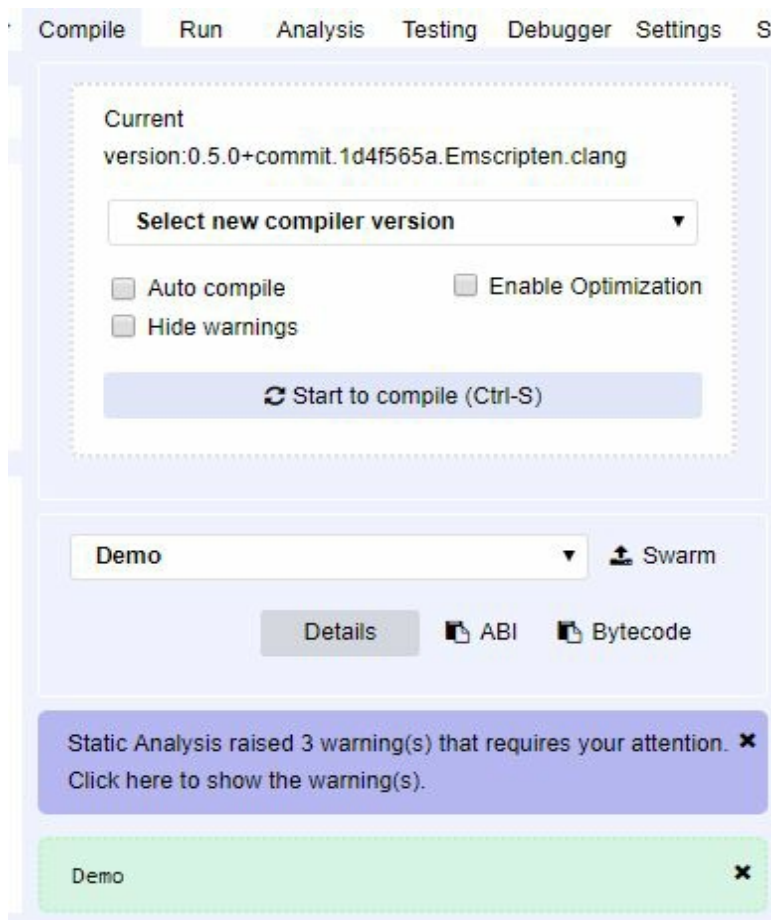 Compile Run Analysis Testing Debugger Settings S
Current
version:0.5.0+commit.1d4f565a.Emscripten.clang
Select new compiler version
Auto compile Enable Optimization
Hide warnings
Start to compile (Ctrl-S)
Demo Swarm
Details ABI Bytecode
Static Analysis raised 3 warning(s) that requires your attention.
Click here to show the warning(s).
Demo